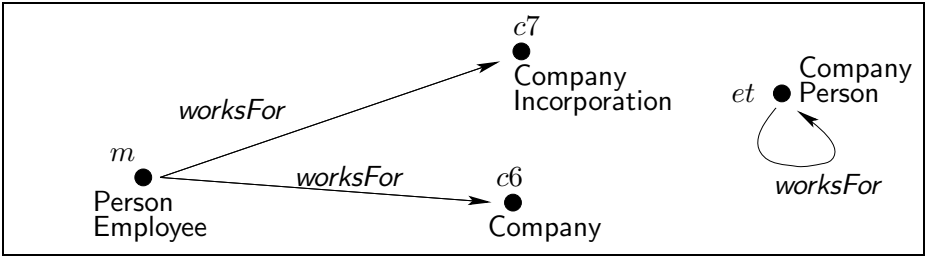 c7
Company
Incorporation
worksFor
m
Person
Employee
worksFor
c6
Company
Company
et Person
worksFor